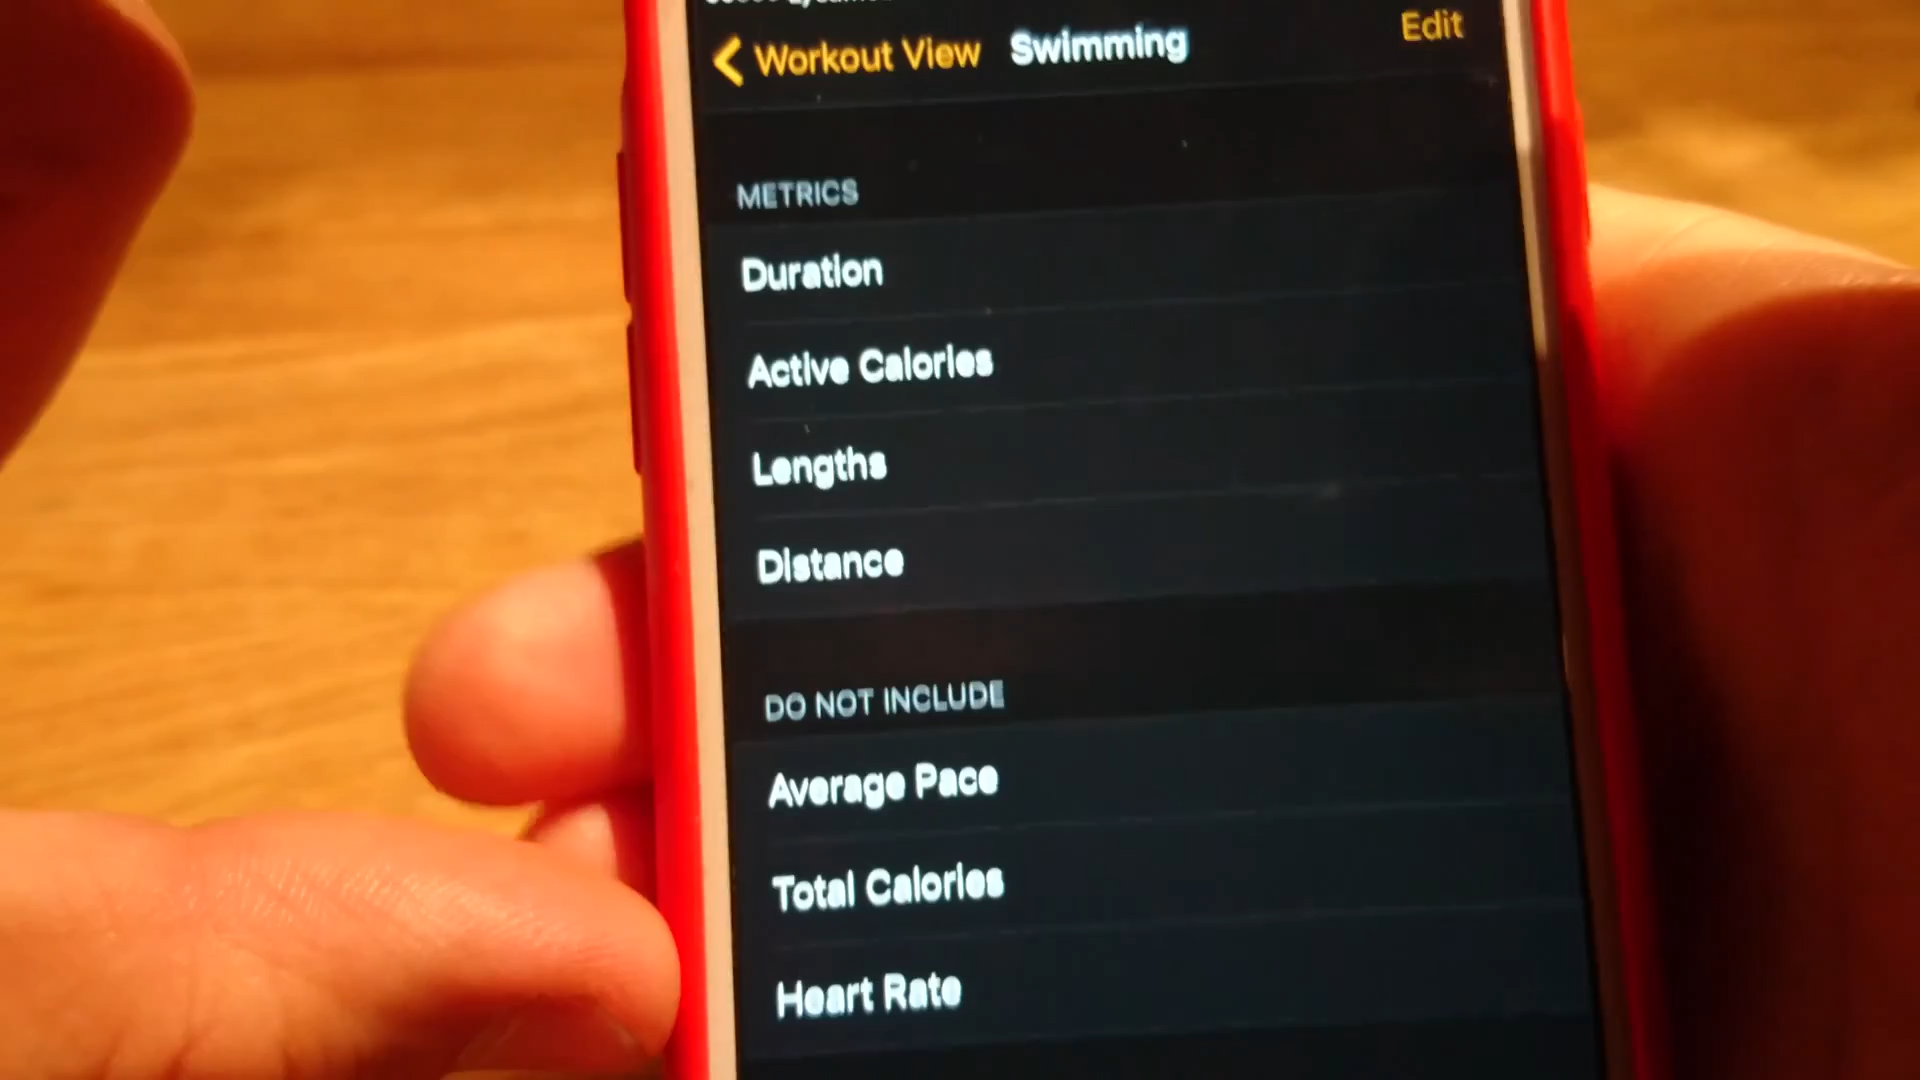 Workout View Swimming Edit
METRICS
Duration
Active Calories
Lengths
Distance
DO NOT INCLUDE
Average Pace
Total Calories
Heart Rate